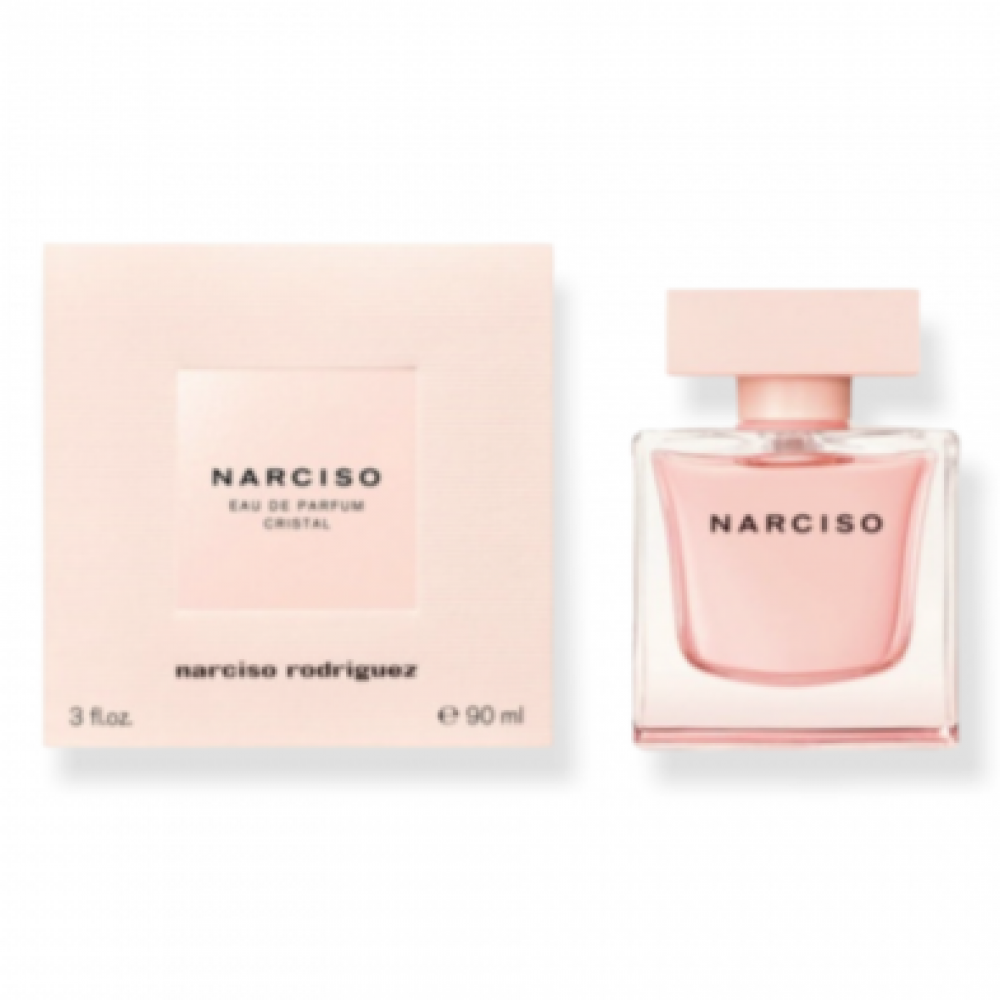 NARCISO
EAU DE PARFUM
CRISTAL
narciso rodriguez
3 fl.oz.
℮ 90 ml
NARCISO